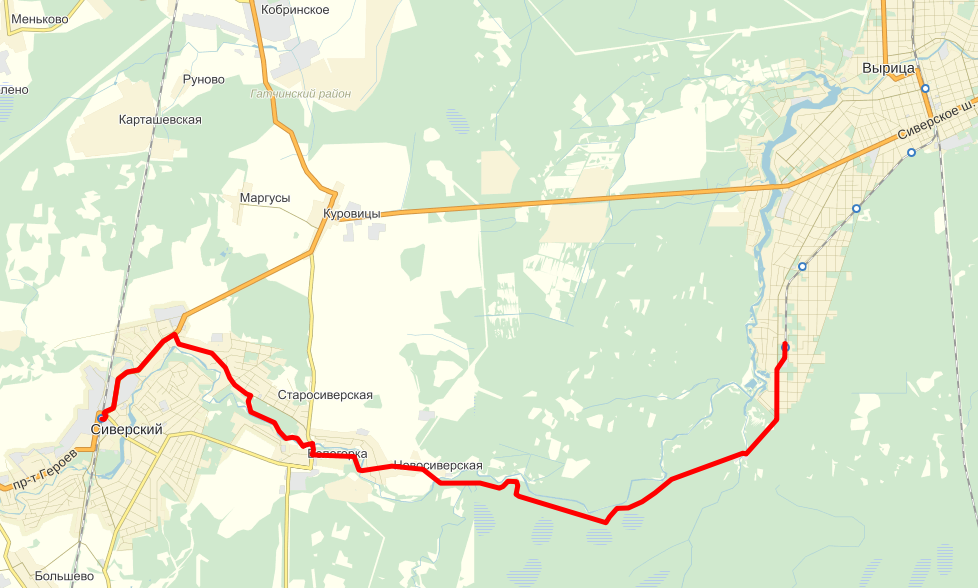 Кобринское
Меньково
Вырица
Руново
лено
Гатчинский район
Карташевская
Сиверское ш.
Маргусы
Куровицы
Старосиверская
Сиверский
Белогорка
Новосиверская
пр-т Героев
Большево